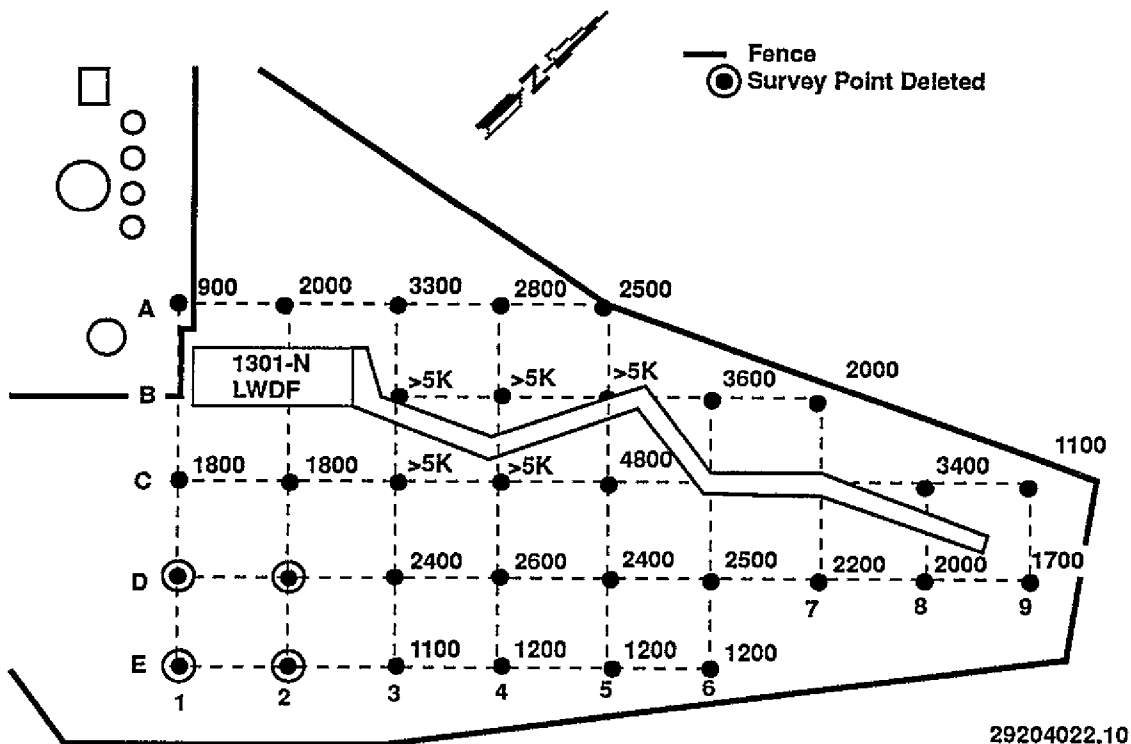 Fence
Survey Point Deleted
N
900 2000 3300 2800 2500
A
1301-N
LWDF
>5K >5K >5K 3600 2000
B
1800 1800 >5K >5K 4800 3400 1100
C
2400 2600 2400 2500 2200 2000 1700
D
7 8 9
1100 1200 1200 1200
E
1 2 3 4 5 6
29204022.10